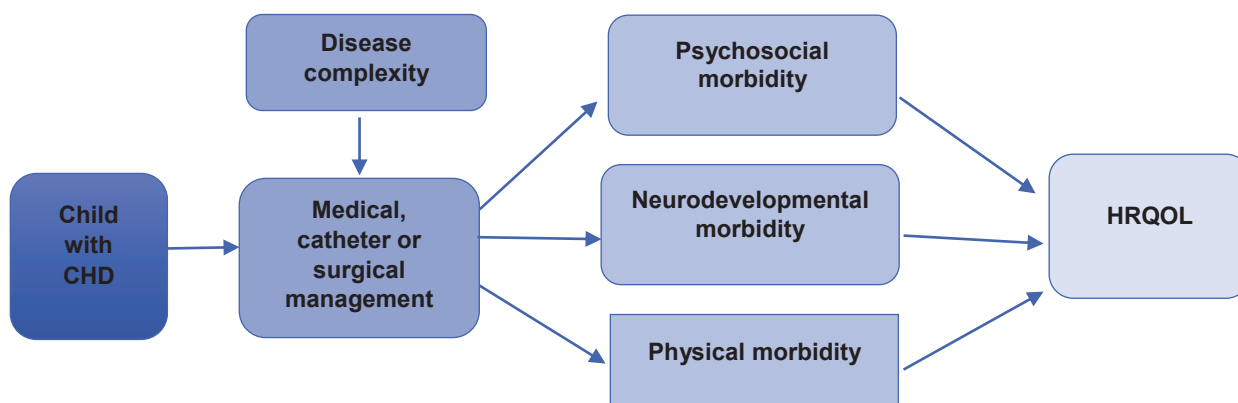 Disease
complexity
Psychosocial
morbidity
Child
with
CHD
Medical,
catheter or
surgical
management
Neurodevelopmental
morbidity
HRQOL
Physical morbidity